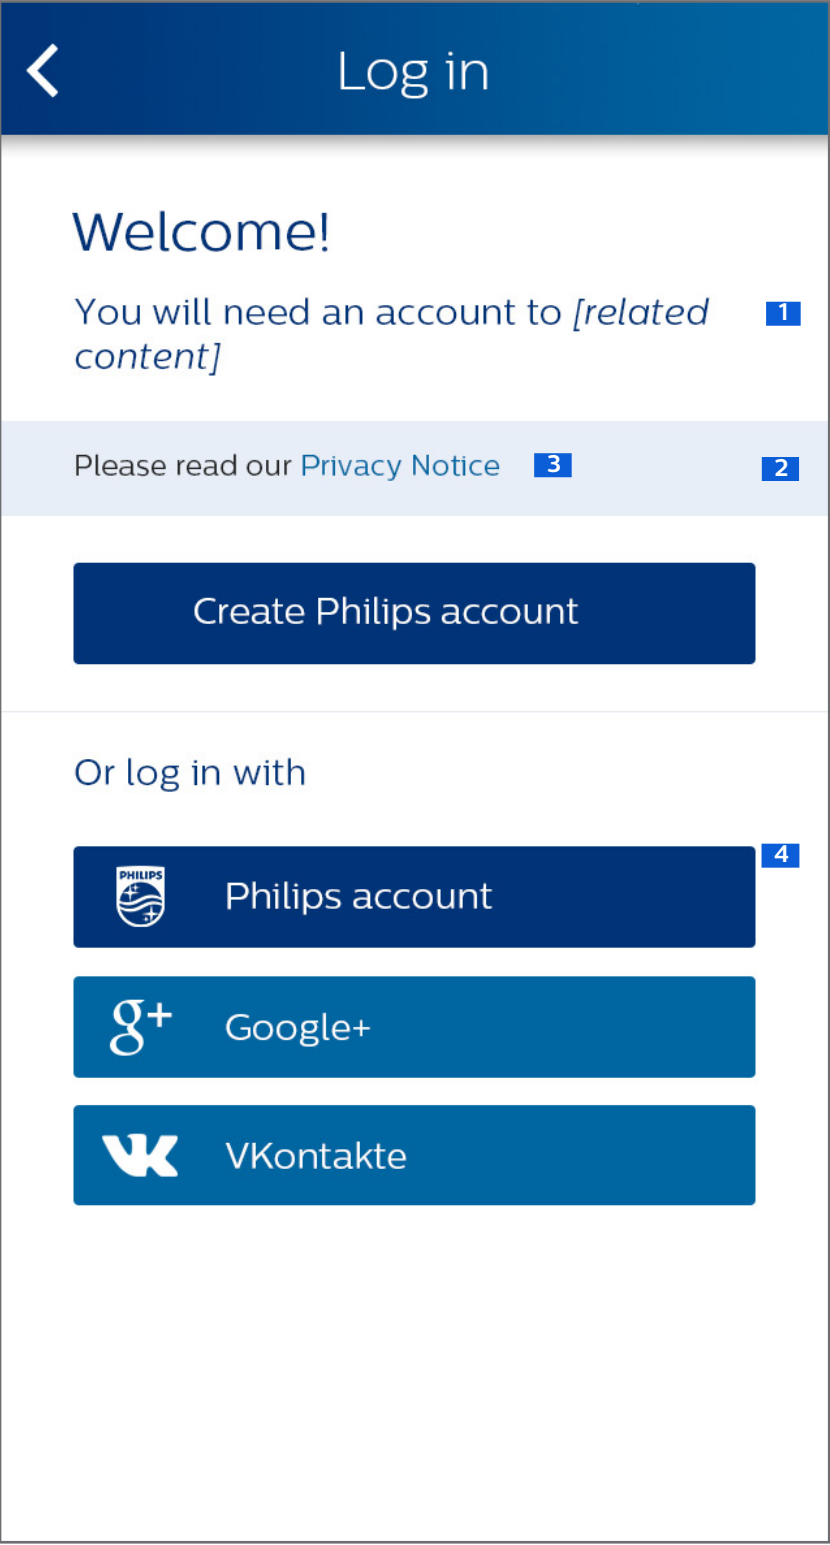 Log in
Welcome!
You will need an account to [related
1
content]
Please read our Privacy Notice
3
2
Create Philips account
Or log in with
4
PHILIPS
Philips account
g+
Google+
VK
VKontakte